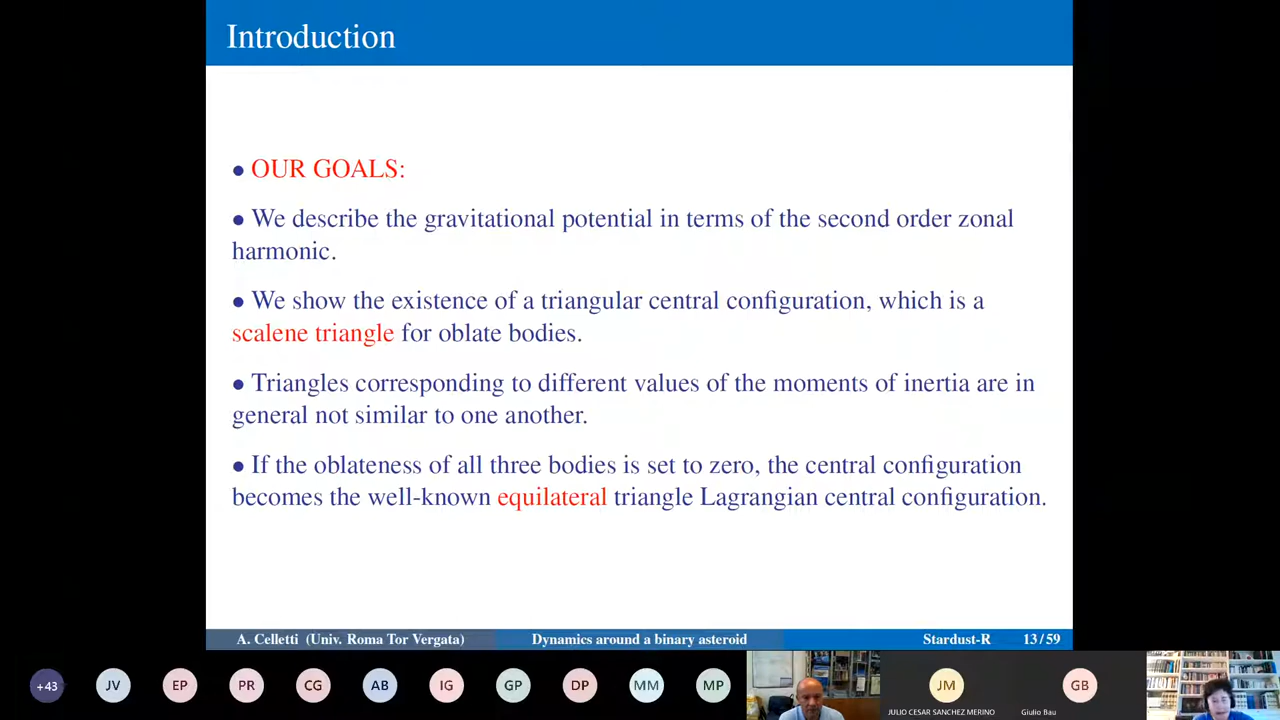 Introduction
• OUR GOALS:
• We describe the gravitational potential in terms of the second order zonal
harmonic.
• We show the existence of a triangular central configuration, which is a
scalene triangle for oblate bodies.
• Triangles corresponding to different values of the moments of inertia are in
general not similar to one another.
• If the oblateness of all three bodies is set to zero, the central configuration
becomes the well-known equilateral triangle Lagrangian central configuration.
A. Celletti (Univ. Roma Tor Vergata) Dynamics around a binary asteroid Stardust-R 13 / 59
+43 JV EP PR CG AB IG GP DP MM MP JM GB
JULIO CESAR SANCHEZ MERINO Giulio Bau